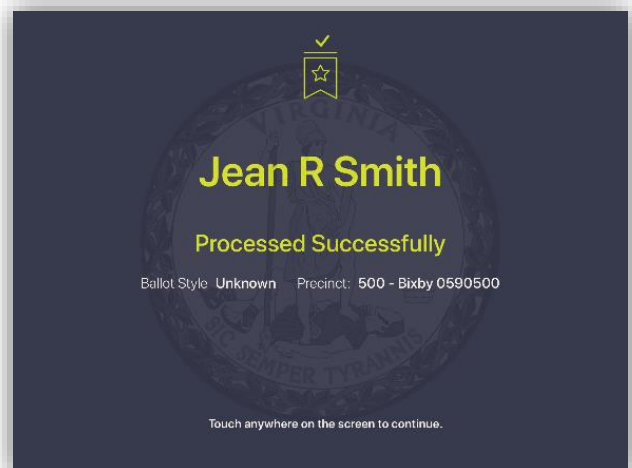 VIRGINIA
Jean R Smith
Processed Successfully
Ballot Style Unknown Precinct: 500 - Bixby 0590500
SIC SEMPER TYRANNIS
Touch anywhere on the screen to continue.